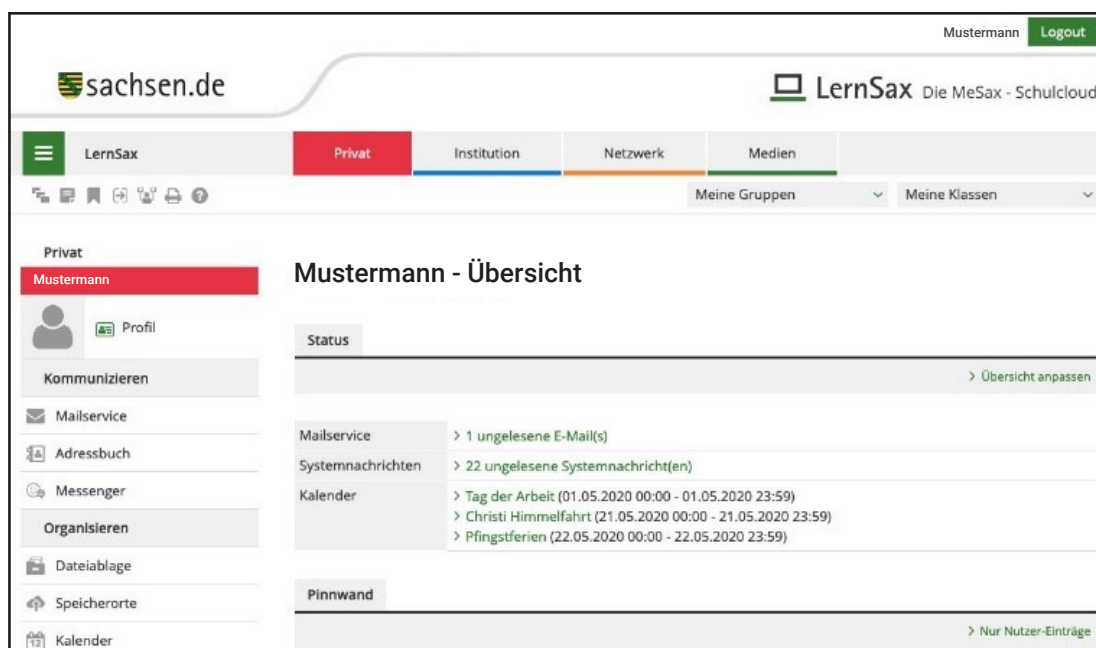 Mustermann Logout
sachsen.de
LernSax Die MeSax - Schulcloud
LernSax Privat Institution Netzwerk Medien
Meine Gruppen Meine Klassen
Privat
Mustermann
Profil
Kommunizieren
Mailservice
Adressbuch
Messenger
Organisieren
Dateiablage
Speicherorte
12 Kalender
Mustermann - Übersicht
Status
> Übersicht anpassen
Mailservice > 1 ungelesene E-Mail(s)
Systemnachrichten > 22 ungelesene Systemnachricht(en)
Kalender > Tag der Arbeit (01.05.2020 00:00 - 01.05.2020 23:59)
> Christi Himmelfahrt (21.05.2020 00:00 - 21.05.2020 23:59)
> Pfingstferien (22.05.2020 00:00 - 22.05.2020 23:59)
Pinnwand
> Nur Nutzer-Einträge